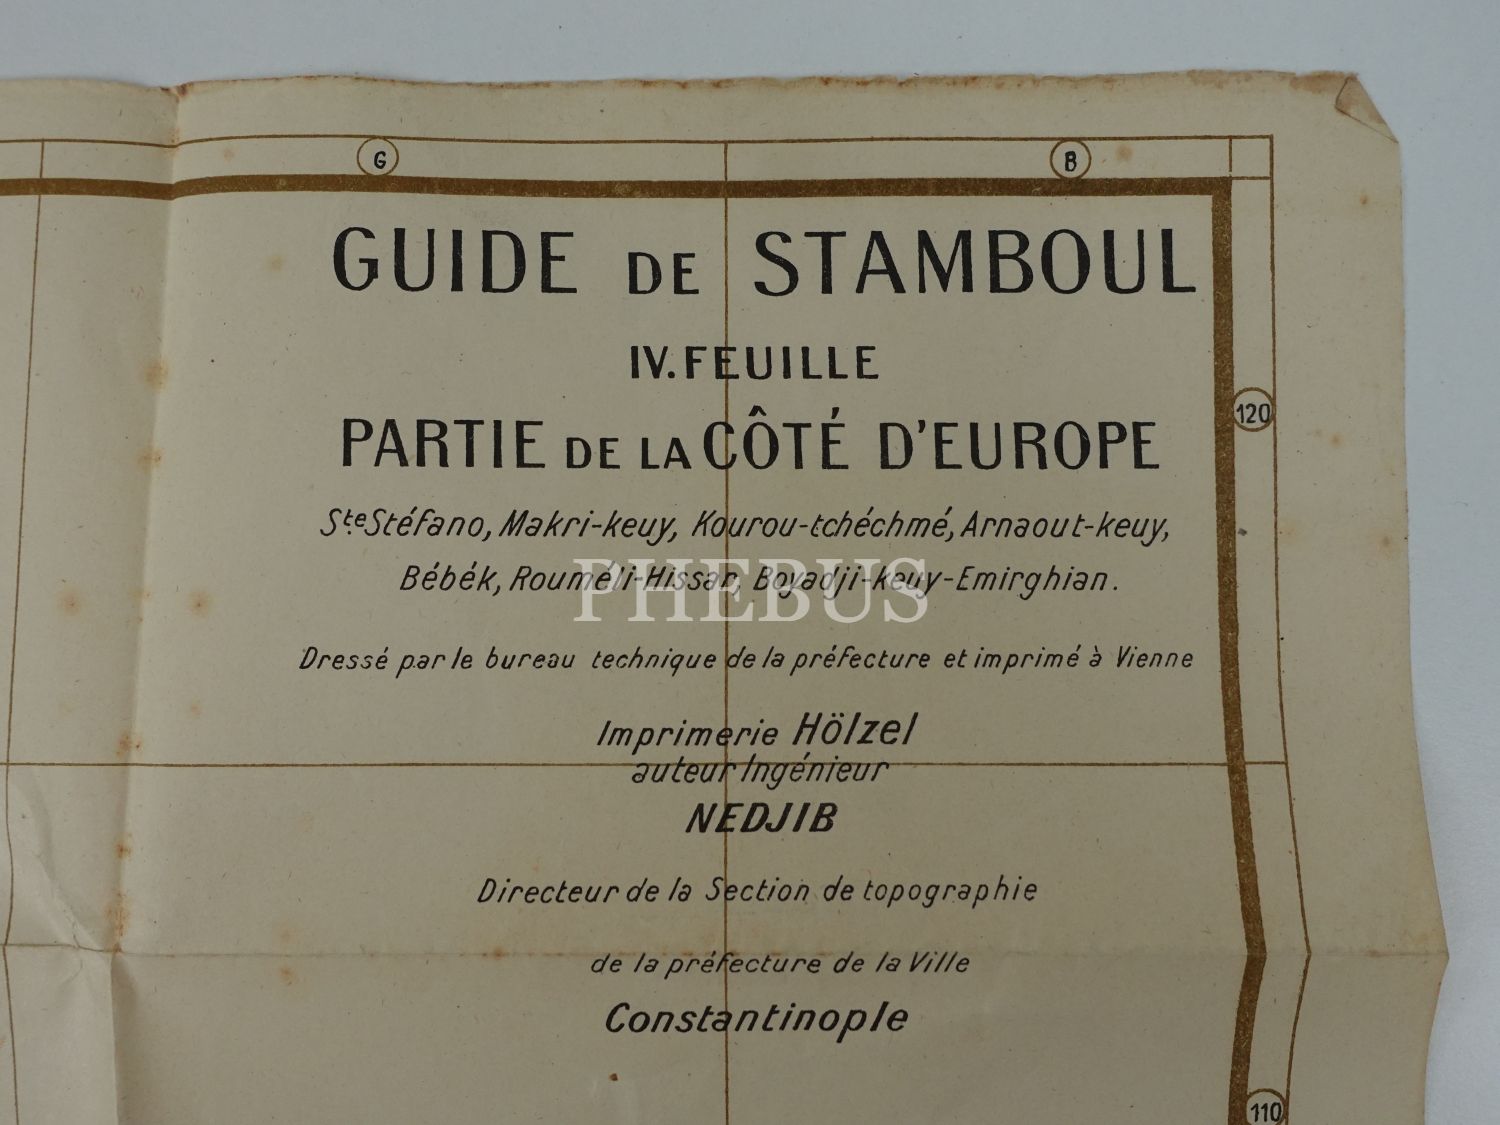 G
B
GUIDE DE STAMBOUL
IV. FEUILLE
PARTIE DE LA CÔTÉ D'EUROPE
120
Ste Stéfano, Makri-keuy, Kourou-tchéchmé, Arnaout-keuy,
Bébék, Rouméli-Hissar, Boyadji-keuy-Emirghian.
PHEBUS
Dressé par le bureau technique de la préfecture et imprimé à Vienne
Imprimerie Hölzel
auteur Ingénieur
NEDJIB
Directeur de la Section de topographie
de la préfecture de la Ville
Constantinople
110